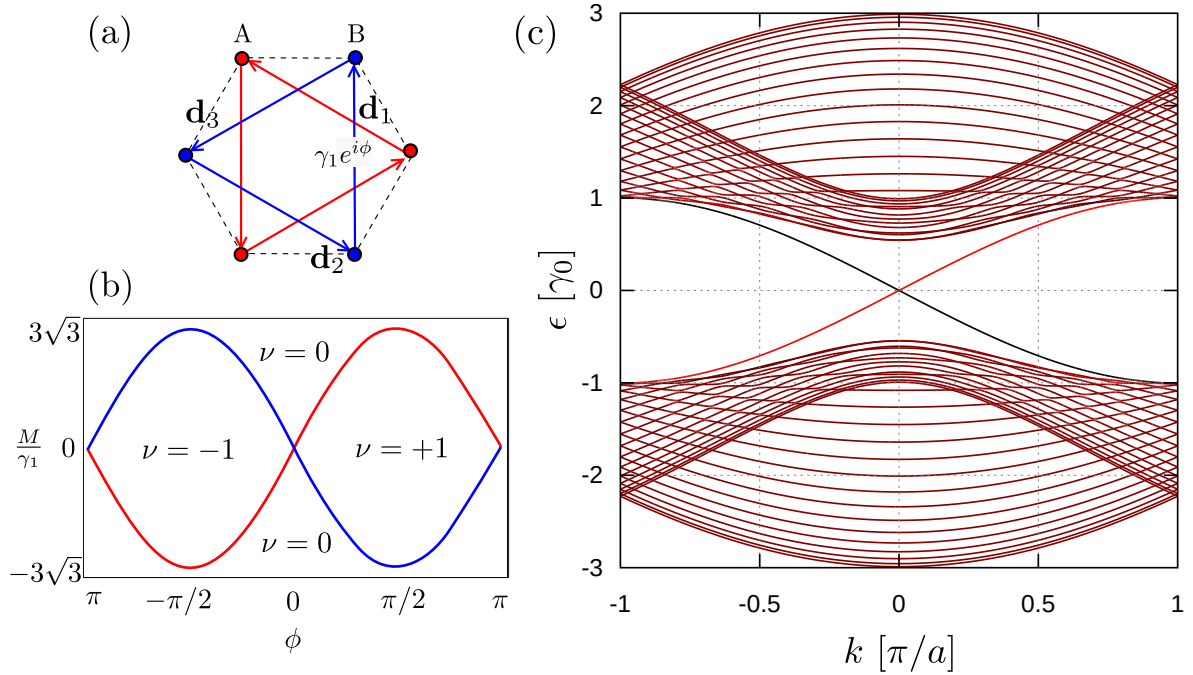 (a)
A B
d₃
d₁
γ₁e^{iϕ}
d₂
(b)
3√3
ν = 0
M/γ₁ 0
ν = −1
ν = +1
ν = 0
−3√3
π −π/2 0 π/2 π
ϕ
(c)
3
2
1
0
-1
-2
-3
ϵ [γ₀]
-1 -0.5 0 0.5 1
k [π/a]